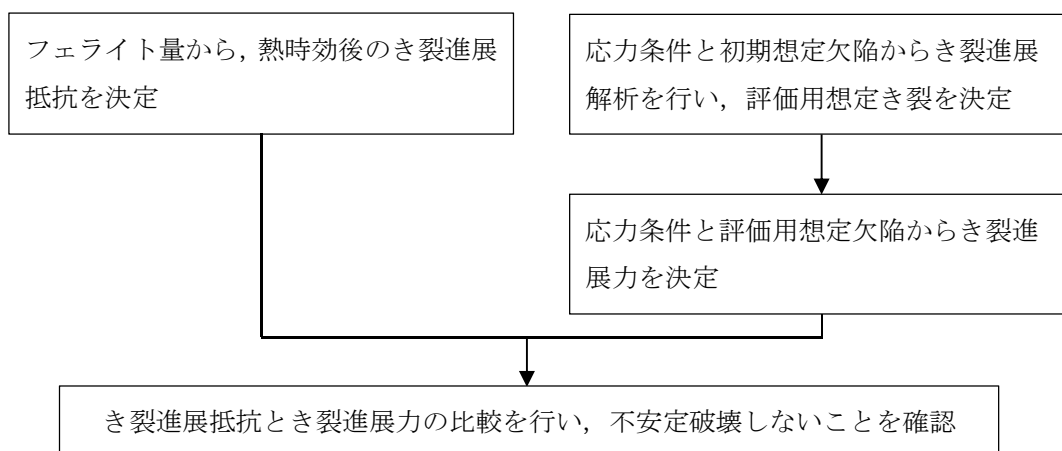 フェライト量から，熱時効後のき裂進展
抵抗を決定
応力条件と初期想定欠陥からき裂進展
解析を行い，評価用想定き裂を決定
応力条件と評価用想定欠陥からき裂進
展力を決定
き裂進展抵抗とき裂進展力の比較を行い，不安定破壊しないことを確認